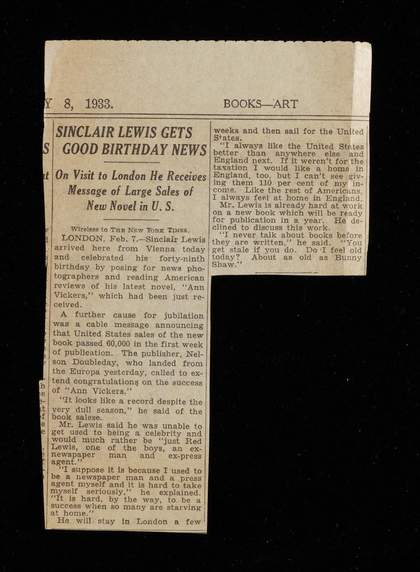 Y 8, 1933.
BOOKS—ART
S
SINCLAIR LEWIS GETS
GOOD BIRTHDAY NEWS
On Visit to London He Receives
Message of Large Sales of
New Novel in U. S.
Wireless to THE NEW YORK TIMES.
LONDON, Feb. 7.—Sinclair Lewis
arrived here from Vienna today
and celebrated his forty-ninth
birthday by posing for news pho-
tographers and reading American
reviews of his latest novel, "Ann
Vickers," which had been just re-
ceived.
A further cause for jubilation
was a cable message announcing
that United States sales of the new
book passed 60,000 in the first week
of publication. The publisher, Nel-
son Doubleday, who landed from
the Europa yesterday, called to ex-
tend congratulations on the success
of "Ann Vickers."
"It looks like a record despite the
very dull season," he said of the
book salese.
Mr. Lewis said he was unable to
get used to being a celebrity and
would much rather be "just Red
Lewis, one of the boys, an ex-
newspaper man and ex-press
agent."
"I suppose it is because I used to
be a newspaper man and a press
agent myself and it is hard to take
myself seriously," he explained.
"It is hard, by the way, to be a
success when so many are starving
at home."
He will stay in London a few
weeks and then sail for the United
States.
"I always like the United States
better than anywhere else and
England next. If it weren't for the
taxation I would like a home in
England, too, but I can't see giv-
ing them 110 per cent of my in-
come. Like the rest of Americans,
I always feel at home in England.
Mr. Lewis is already hard at work
on a new book which will be ready
for publication in a year. He de-
clined to discuss this work.
"I never talk about books before
they are written," he said. "You
get stale if you do. Do I feel old
today? About as old as Bunny
Shaw."